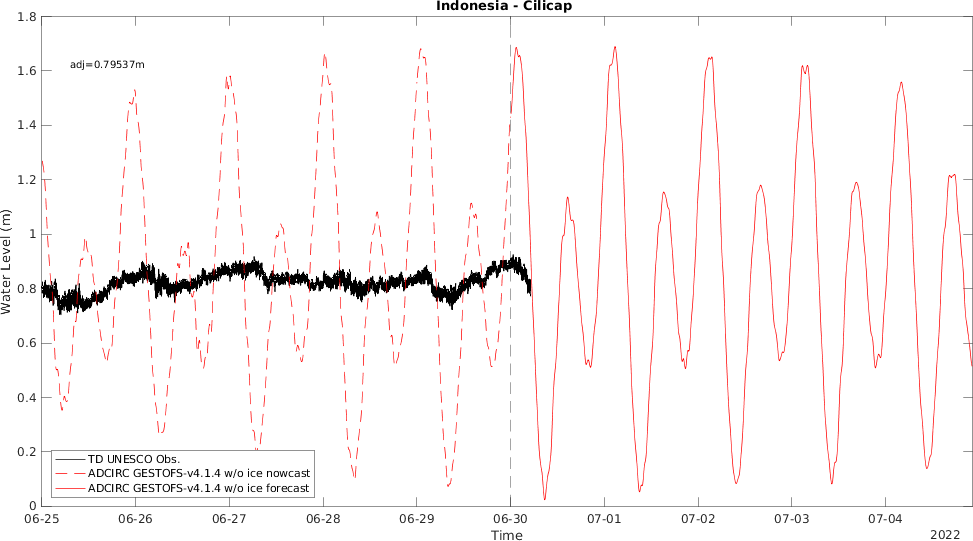 Indonesia - Cilicap
1.8
1.6
1.4
1.2
1
0.8
0.6
0.4
0.2
0
Water Level (m)
adj=0.79537m
TD UNESCO Obs.
ADCIRC GESTOFS-v4.1.4 w/o ice nowcast
ADCIRC GESTOFS-v4.1.4 w/o ice forecast
06-25 06-26 06-27 06-28 06-29 06-30 07-01 07-02 07-03 07-04
Time
2022